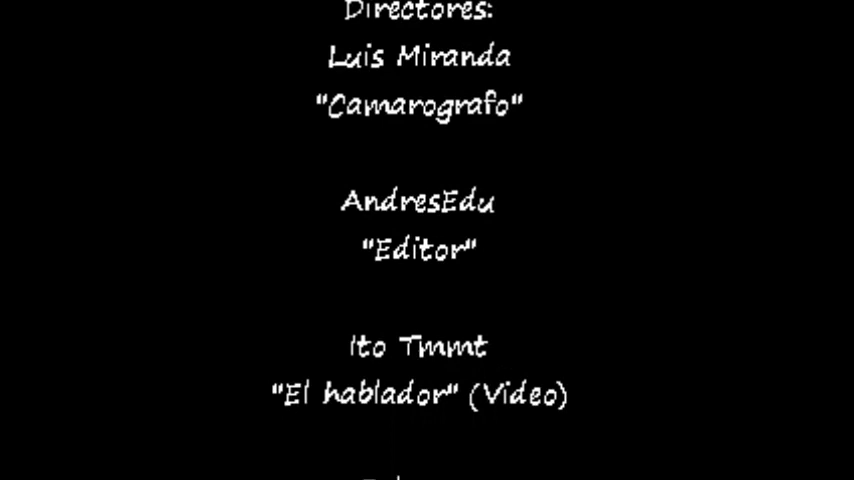 Directores:
Luis Miranda
"Camarografo"
AndresEdu
"Editor"
Ito Tmmt
"El hablador" (Video)